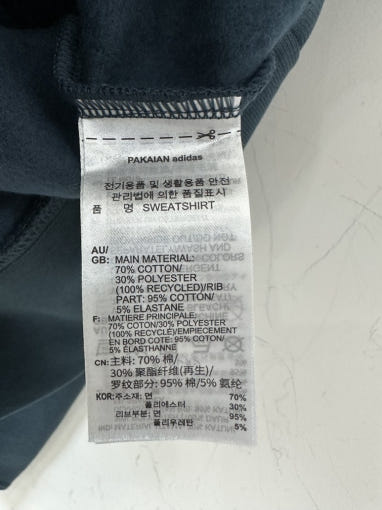 PAKAIAN adidas
전기용품 및 생활용품 안전
관리법에 의한 품질표시
품 명 SWEATSHIRT
AU/
GB: MAIN MATERIAL:
70% COTTON/
30% POLYESTER
(100% RECYCLED)/RIB
PART: 95% COTTON/
5% ELASTANE
F: MATIERE PRINCIPALE:
70% COTON/30% POLYESTER
(100% RECYCLE)/EMPIECEMENT
EN BORD COTE: 95% COTON/
5% ELASTHANNE
CN: 主料: 70% 棉/
30% 聚酯纤维(再生)/
罗纹部分: 95% 棉/5% 氨纶
KOR: 주소재: 면 70%
폴리에스터 30%
리브부분: 면 95%
폴리우레탄 5%